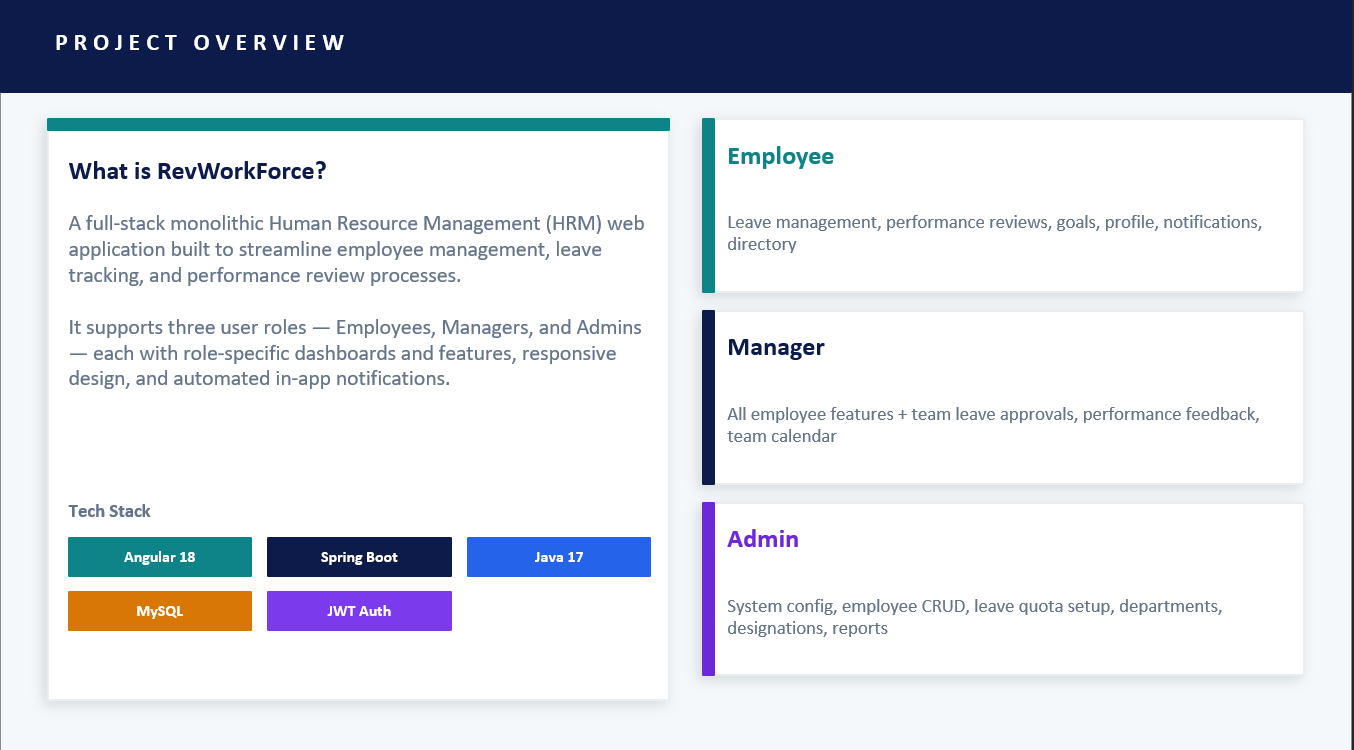 PROJECT OVERVIEW
What is RevWorkForce?
A full-stack monolithic Human Resource Management (HRM) web
application built to streamline employee management, leave
tracking, and performance review processes.
It supports three user roles — Employees, Managers, and Admins
— each with role-specific dashboards and features, responsive
design, and automated in-app notifications.
Tech Stack
Angular 18
Spring Boot
Java 17
MySQL
JWT Auth
Employee
Leave management, performance reviews, goals, profile, notifications,
directory
Manager
All employee features + team leave approvals, performance feedback,
team calendar
Admin
System config, employee CRUD, leave quota setup, departments,
designations, reports